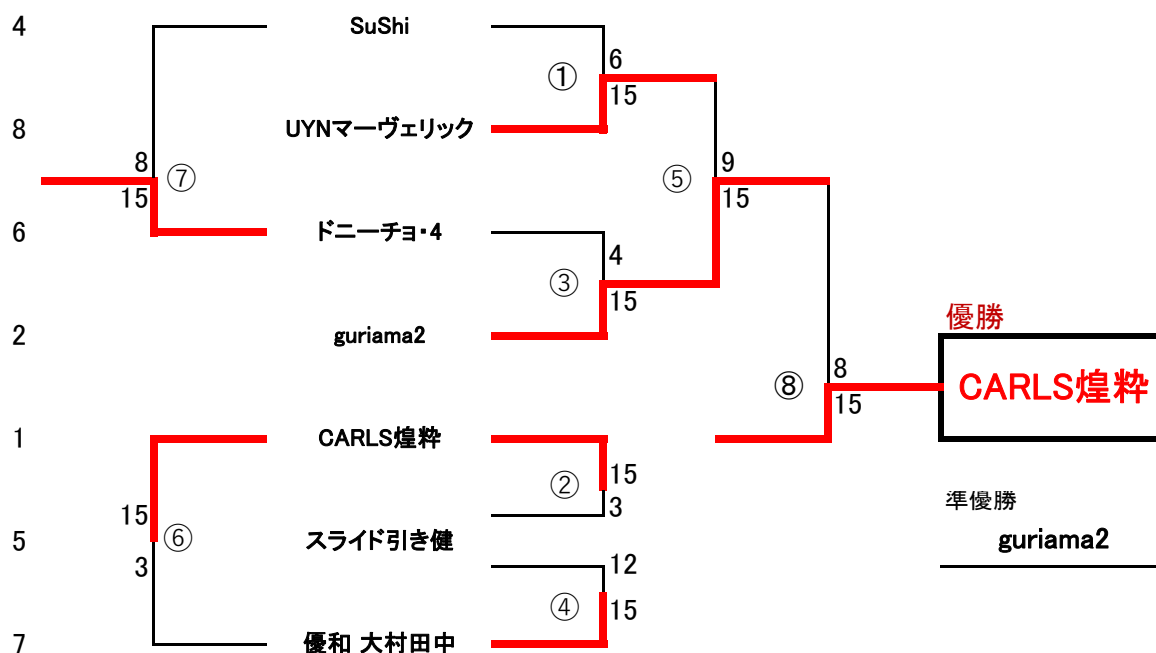 4
SuShi
6
①
15
8
UYNマーヴェリック
8
⑦
15
9
⑤
15
6
ドニーチョ・4
4
③
15
2
guriama2
優勝
8
⑧
15
CARLS煌粋
1
CARLS煌粋
15
②
3
準優勝
guriama2
15
⑥
3
5
スライド引き健
12
④
15
7
優和 大村田中